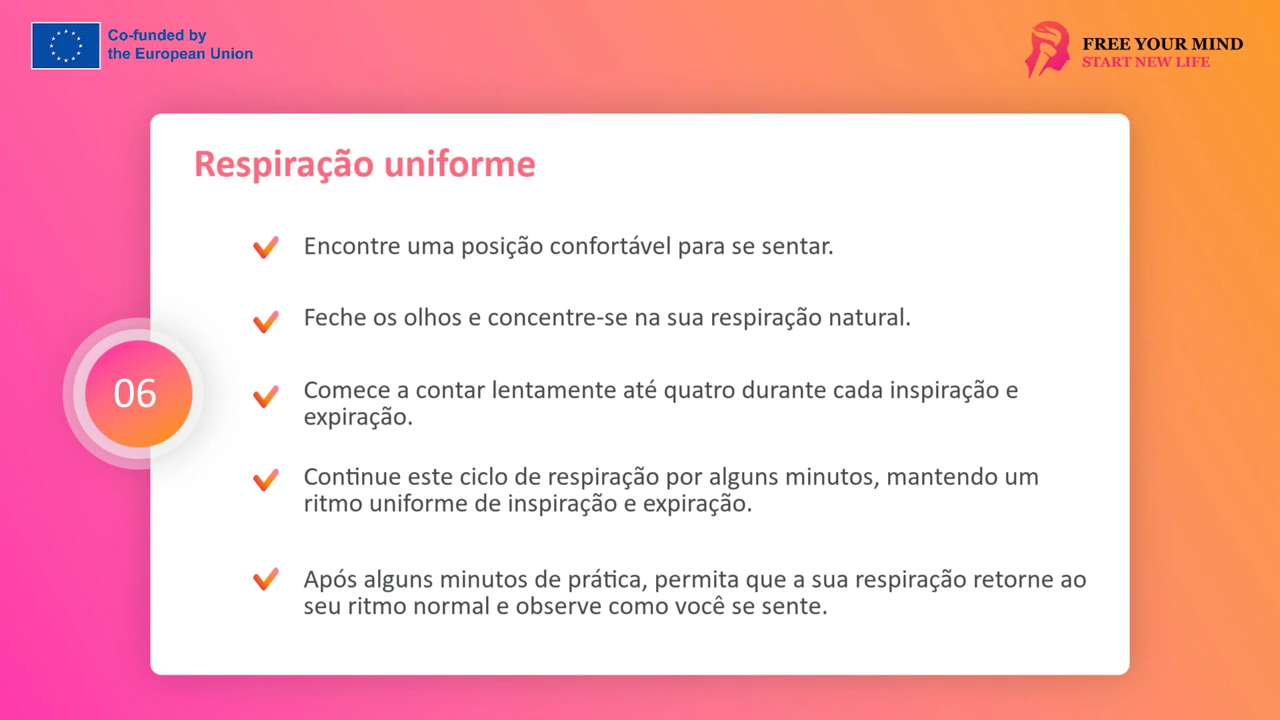 Co-funded by
the European Union
FREE YOUR MIND
START NEW LIFE
Respiração uniforme
Encontre uma posição confortável para se sentar.
Feche os olhos e concentre-se na sua respiração natural.
06
Comece a contar lentamente até quatro durante cada inspiração e
expiração.
Continue este ciclo de respiração por alguns minutos, mantendo um
ritmo uniforme de inspiração e expiração.
Após alguns minutos de prática, permita que a sua respiração retorne ao
seu ritmo normal e observe como você se sente.